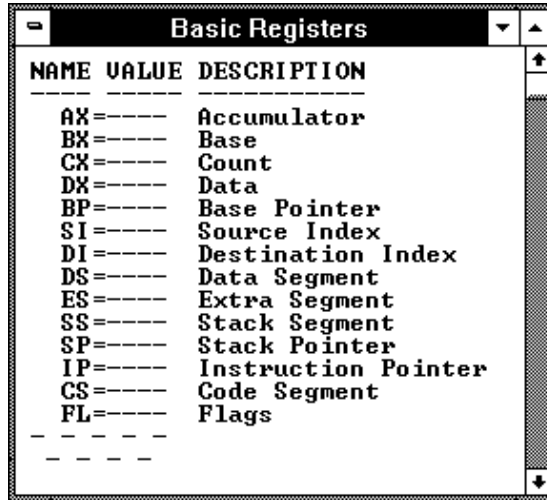 Basic Registers
NAME VALUE DESCRIPTION
---- ----- -----------
AX=---- Accumulator
BX=---- Base
CX=---- Count
DX=---- Data
BP=---- Base Pointer
SI=---- Source Index
DI=---- Destination Index
DS=---- Data Segment
ES=---- Extra Segment
SS=---- Stack Segment
SP=---- Stack Pointer
IP=---- Instruction Pointer
CS=---- Code Segment
FL=---- Flags
- - - - -
- - - -